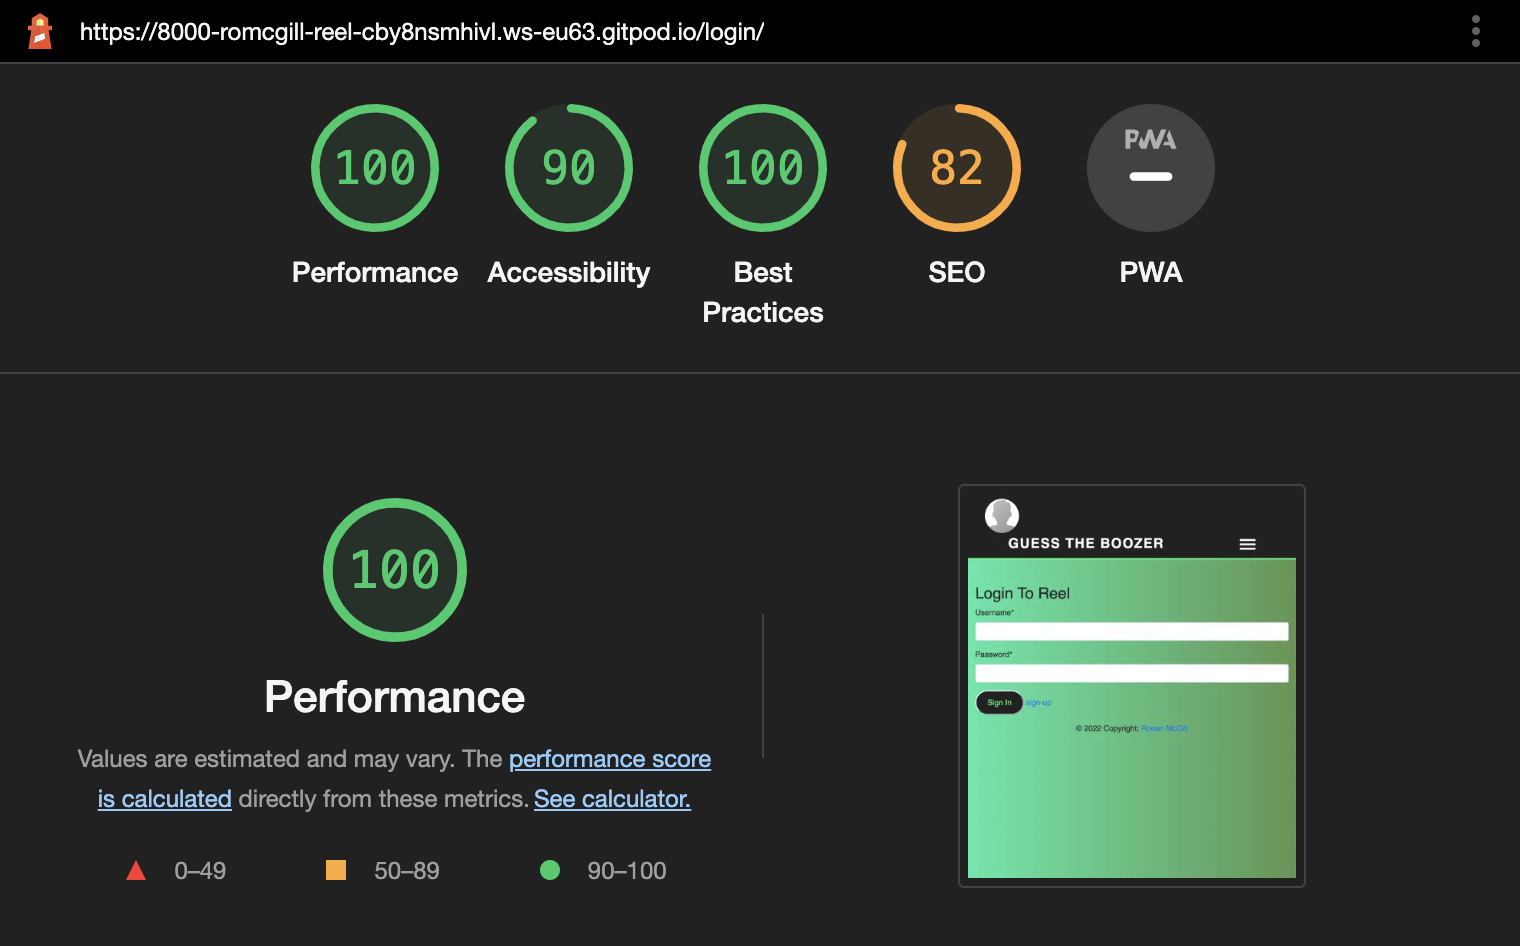 https://8000-romcgill-reel-cby8nsmhivl.ws-eu63.gitpod.io/login/
100
90
100
82
PWA
Performance
Accessibility
Best
Practices
SEO
PWA
100
Performance
Values are estimated and may vary. The performance score
is calculated directly from these metrics. See calculator.
0–49
50–89
90–100
GUESS THE BOOZER
Login To Reel
Username*
Password*
Sign In sign-up
© 2022 Copyright: Ronan McGill